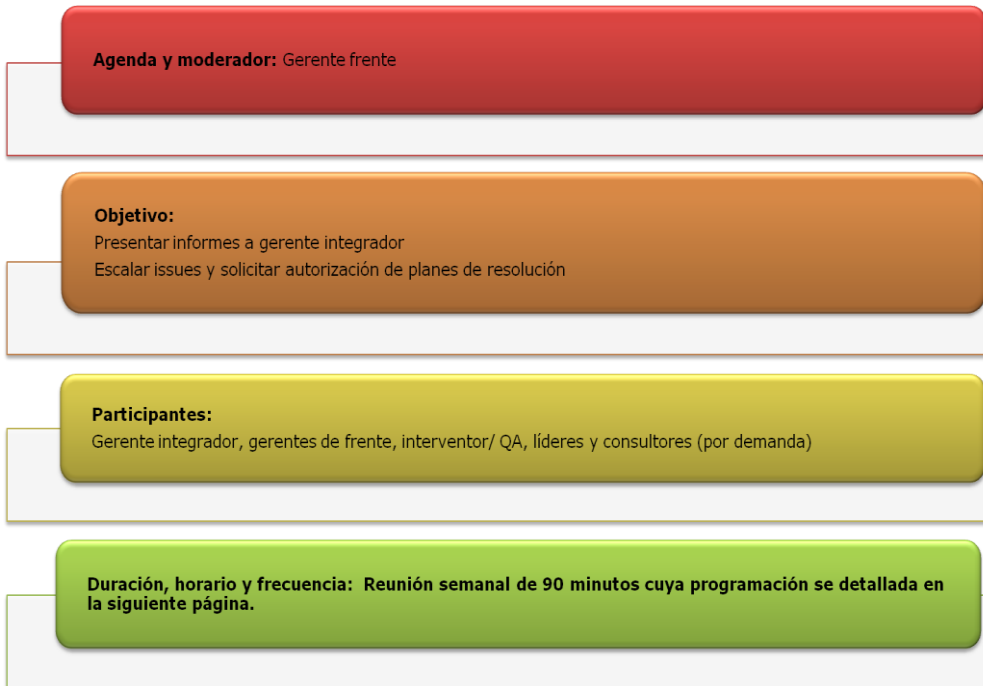 Agenda y moderador: Gerente frente
Objetivo:
Presentar informes a gerente integrador
Escalar issues y solicitar autorización de planes de resolución
Participantes:
Gerente integrador, gerentes de frente, interventor/ QA, líderes y consultores (por demanda)
Duración, horario y frecuencia: Reunión semanal de 90 minutos cuya programación se detallada en
la siguiente página.